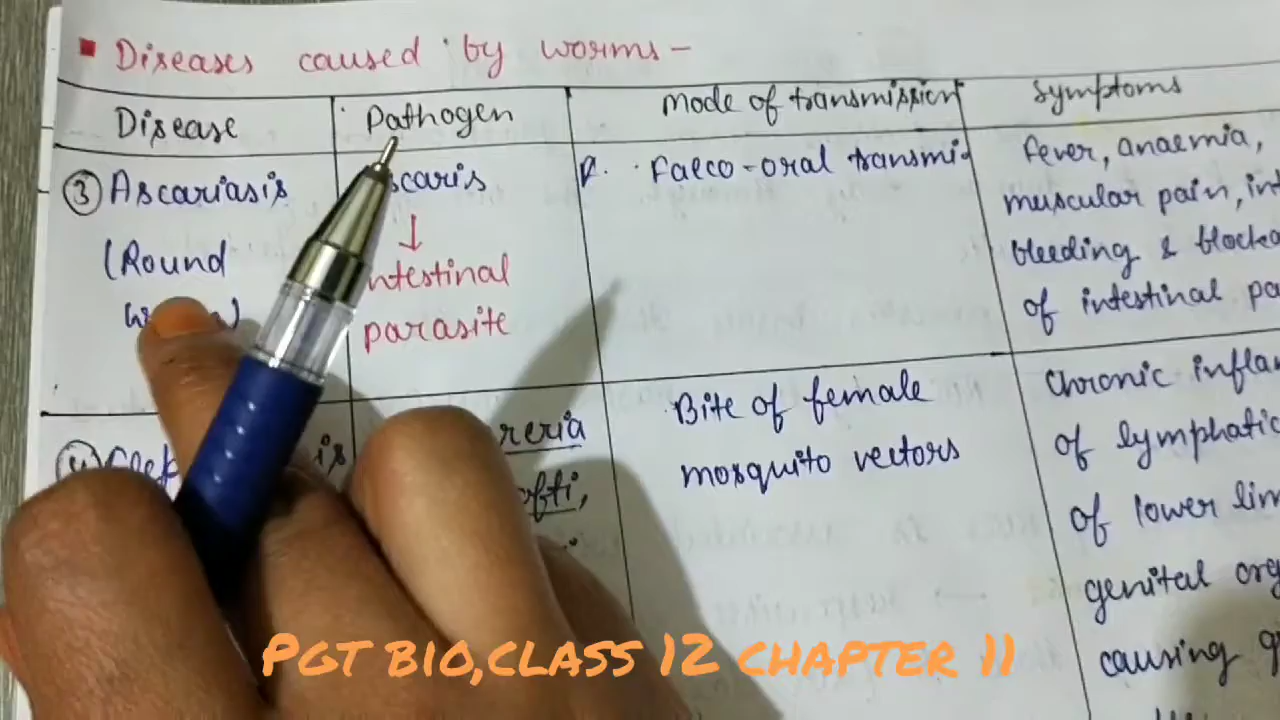 Diseases caused by worms-
Disease
Pathogen
Mode of transmission
Symptoms
③ Ascariasis
(Round
scaris
↓
ntestinal
parasite
Faeco-oral transmi
Fever, anaemia,
muscular pain, int
bleeding & blocka
of intestinal pa
④
is
reria
ofti,
Bite of female
mosquito vectors
Chronic inflam
of lymphatic
of lower lim
genital org
causing
PGT BIO,CLASS 12 CHAPTER 11